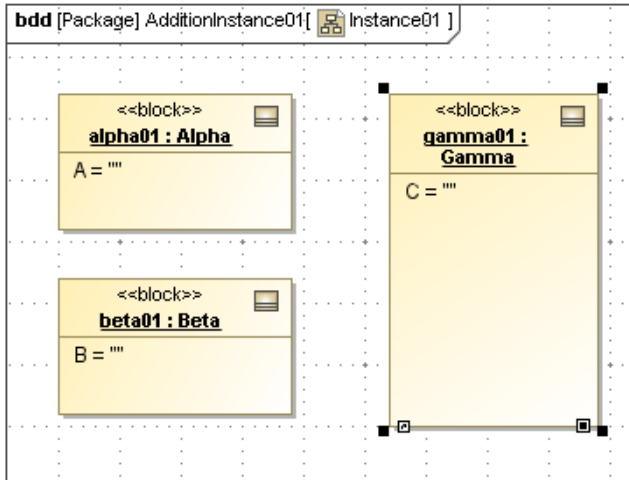 bdd [Package] AdditionInstance01[ Instance01 ]
<<block>>
alpha01 : Alpha
A = ""
<<block>>
beta01 : Beta
B = ""
<<block>>
gamma01 :
Gamma
C = ""